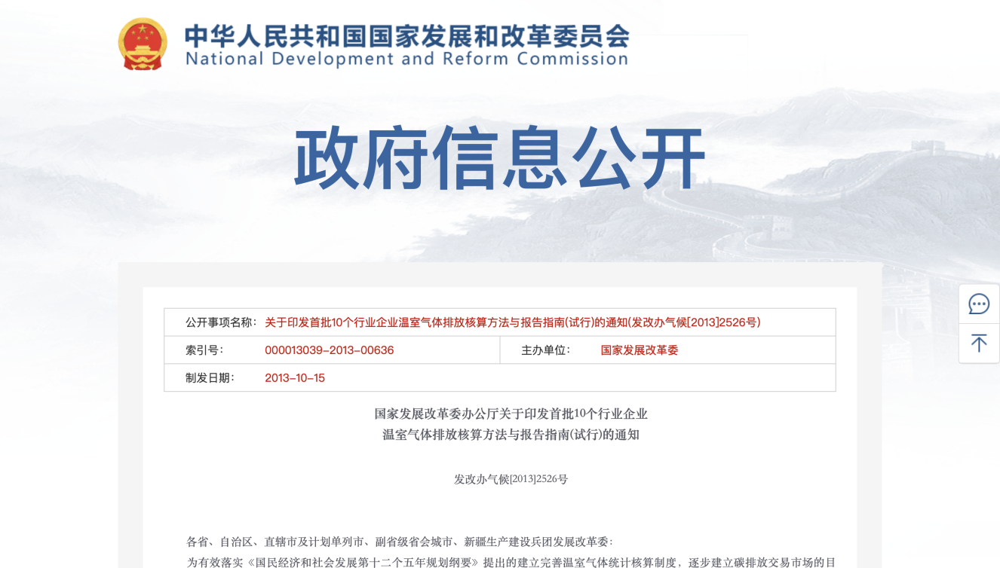 中华人民共和国国家发展和改革委员会
National Development and Reform Commission
政府信息公开
公开事项名称： 关于印发首批10个行业企业温室气体排放核算方法与报告指南(试行)的通知(发改办气候[2013]2526号)
索引号： 000013039-2013-00636 主办单位： 国家发展改革委
制发日期： 2013-10-15
国家发展改革委办公厅关于印发首批10个行业企业
温室气体排放核算方法与报告指南(试行)的通知
发改办气候[2013]2526号
各省、自治区、直辖市及计划单列市、副省级省会城市、新疆生产建设兵团发展改革委：
为有效落实《国民经济和社会发展第十二个五年规划纲要》提出的建立完善温室气体统计核算制度，逐步建立碳排放交易市场的目